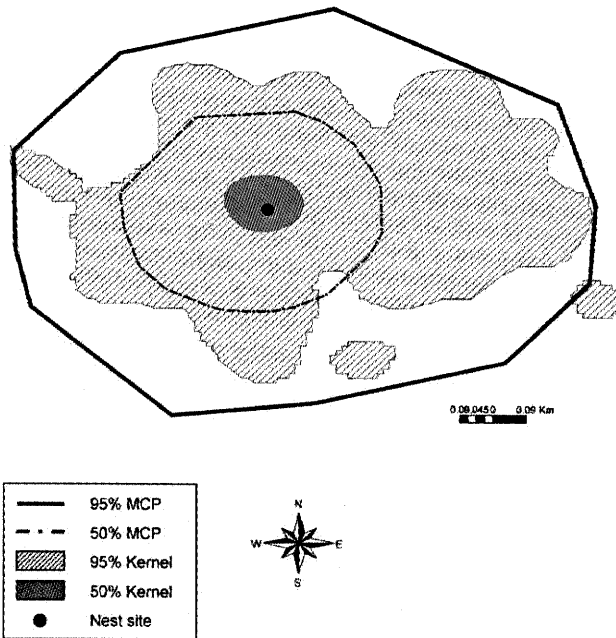 0.09 Km
95% MCP
50% MCP
95% Kernel
50% Kernel
Nest site
N
W E
S